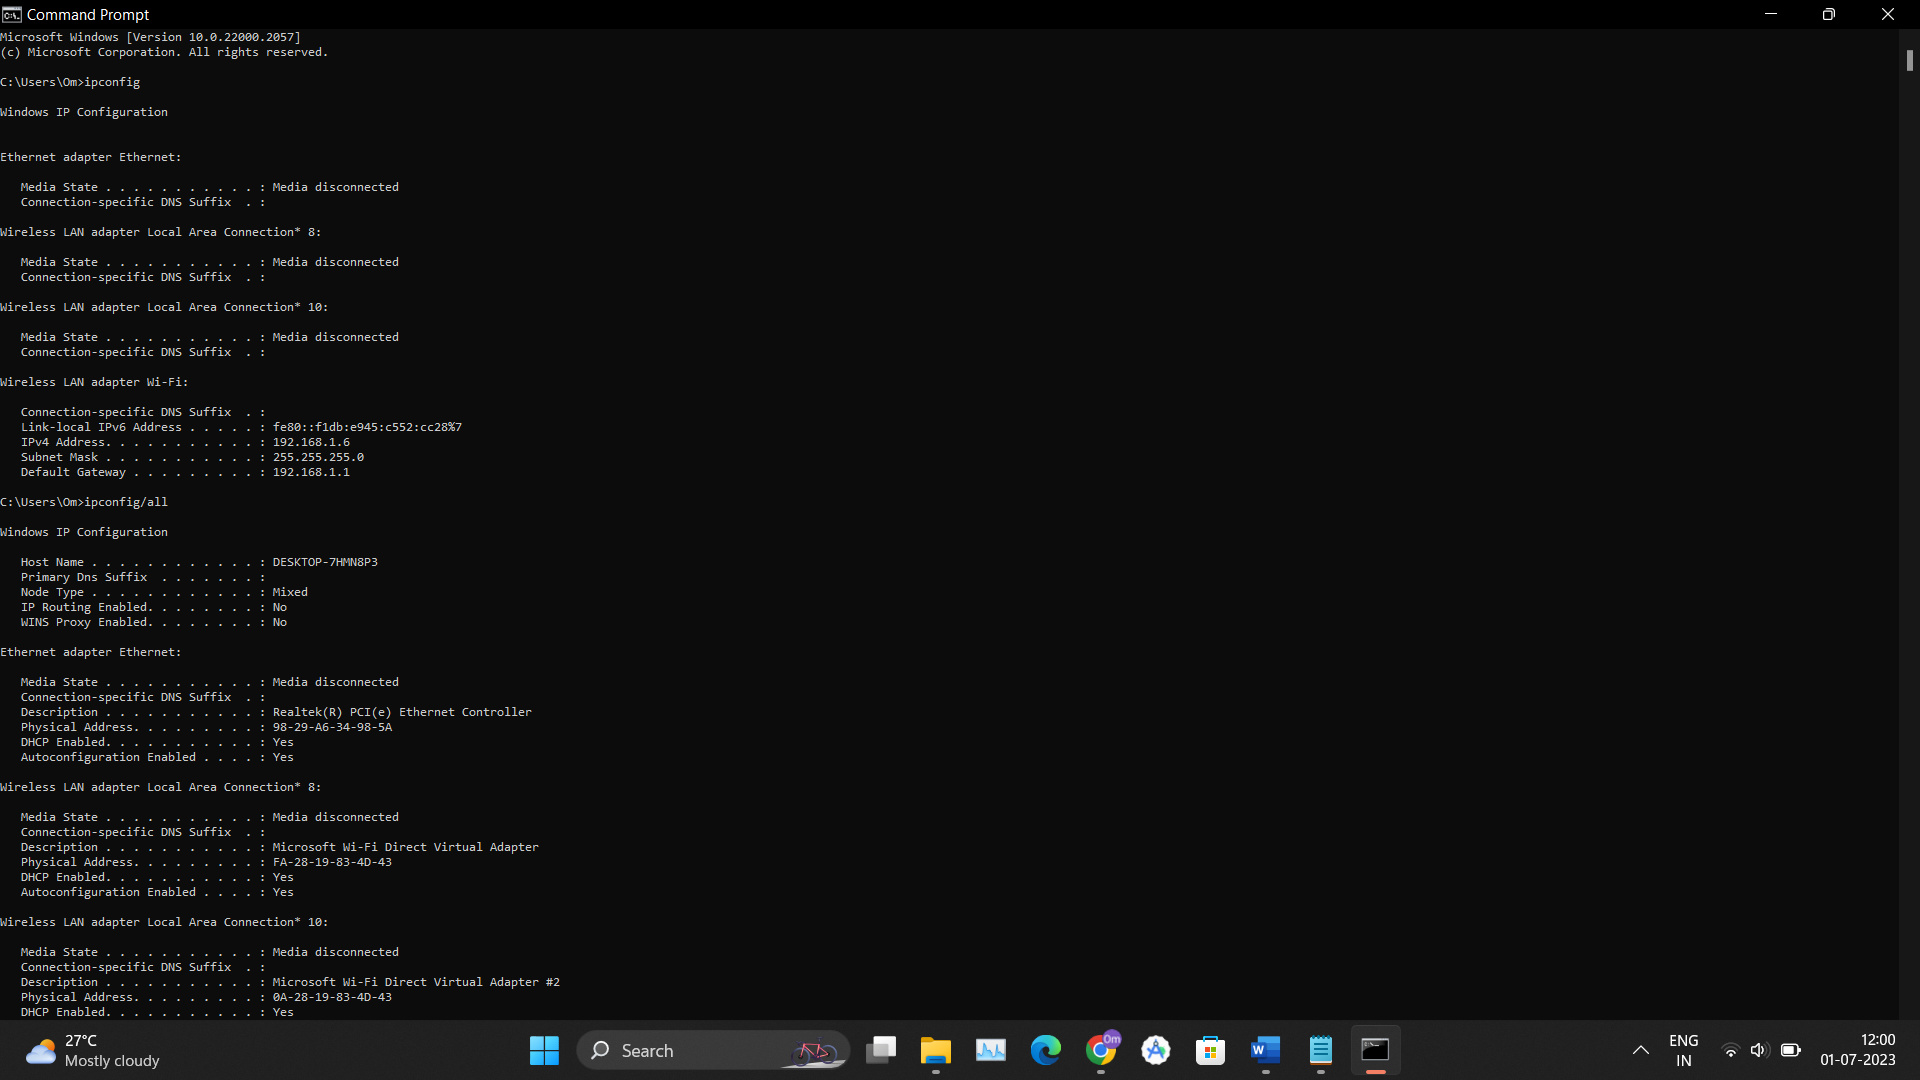 Command Prompt
Microsoft Windows [Version 10.0.22000.2057]
(c) Microsoft Corporation. All rights reserved.
C:\Users\Om>ipconfig
Windows IP Configuration
Ethernet adapter Ethernet:
Media State . . . . . . . . . . . : Media disconnected
Connection-specific DNS Suffix  . :
Wireless LAN adapter Local Area Connection* 8:
Media State . . . . . . . . . . . : Media disconnected
Connection-specific DNS Suffix  . :
Wireless LAN adapter Local Area Connection* 10:
Media State . . . . . . . . . . . : Media disconnected
Connection-specific DNS Suffix  . :
Wireless LAN adapter Wi-Fi:
Connection-specific DNS Suffix  . :
Link-local IPv6 Address . . . . . : fe80::f1db:e945:c552:cc28%7
IPv4 Address. . . . . . . . . . . : 192.168.1.6
Subnet Mask . . . . . . . . . . . : 255.255.255.0
Default Gateway . . . . . . . . . : 192.168.1.1
C:\Users\Om>ipconfig/all
Windows IP Configuration
Host Name . . . . . . . . . . . . : DESKTOP-7HMN8P3
Primary Dns Suffix  . . . . . . . :
Node Type . . . . . . . . . . . . : Mixed
IP Routing Enabled. . . . . . . . : No
WINS Proxy Enabled. . . . . . . . : No
Ethernet adapter Ethernet:
Media State . . . . . . . . . . . : Media disconnected
Connection-specific DNS Suffix  . :
Description . . . . . . . . . . . : Realtek(R) PCI(e) Ethernet Controller
Physical Address. . . . . . . . . : 98-29-A6-34-98-5A
DHCP Enabled. . . . . . . . . . . : Yes
Autoconfiguration Enabled . . . . : Yes
Wireless LAN adapter Local Area Connection* 8:
Media State . . . . . . . . . . . : Media disconnected
Connection-specific DNS Suffix  . :
Description . . . . . . . . . . . : Microsoft Wi-Fi Direct Virtual Adapter
Physical Address. . . . . . . . . : FA-28-19-83-4D-43
DHCP Enabled. . . . . . . . . . . : Yes
Autoconfiguration Enabled . . . . : Yes
Wireless LAN adapter Local Area Connection* 10:
Media State . . . . . . . . . . . : Media disconnected
Connection-specific DNS Suffix  . :
Description . . . . . . . . . . . : Microsoft Wi-Fi Direct Virtual Adapter #2
Physical Address. . . . . . . . . : 0A-28-19-83-4D-43
DHCP Enabled. . . . . . . . . . . : Yes
27°C
Mostly cloudy
Search
Om
ENG
IN
12:00
01-07-2023